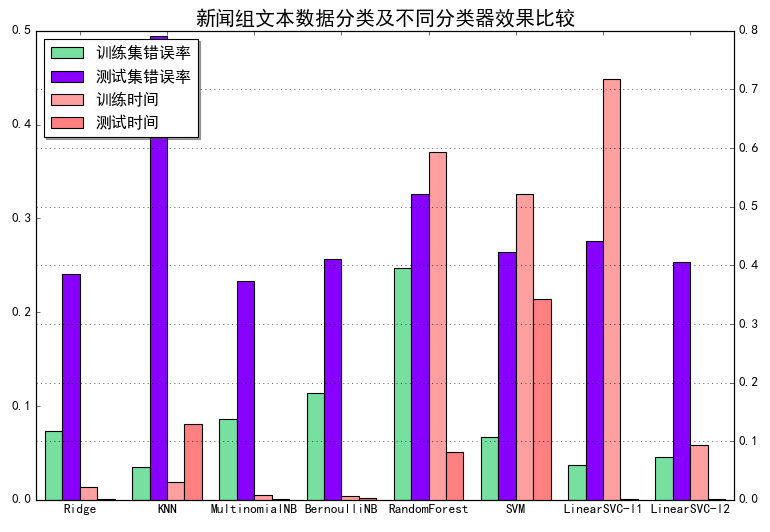 新闻组文本数据分类及不同分类器效果比较
训练集错误率
测试集错误率
训练时间
测试时间
0.5
0.4
0.3
0.2
0.1
0.0
0.8
0.7
0.6
0.5
0.4
0.3
0.2
0.1
0.0
Ridge KNN MultinomialNB BernoulliNB RandomForest SVM LinearSVC-l1 LinearSVC-l2